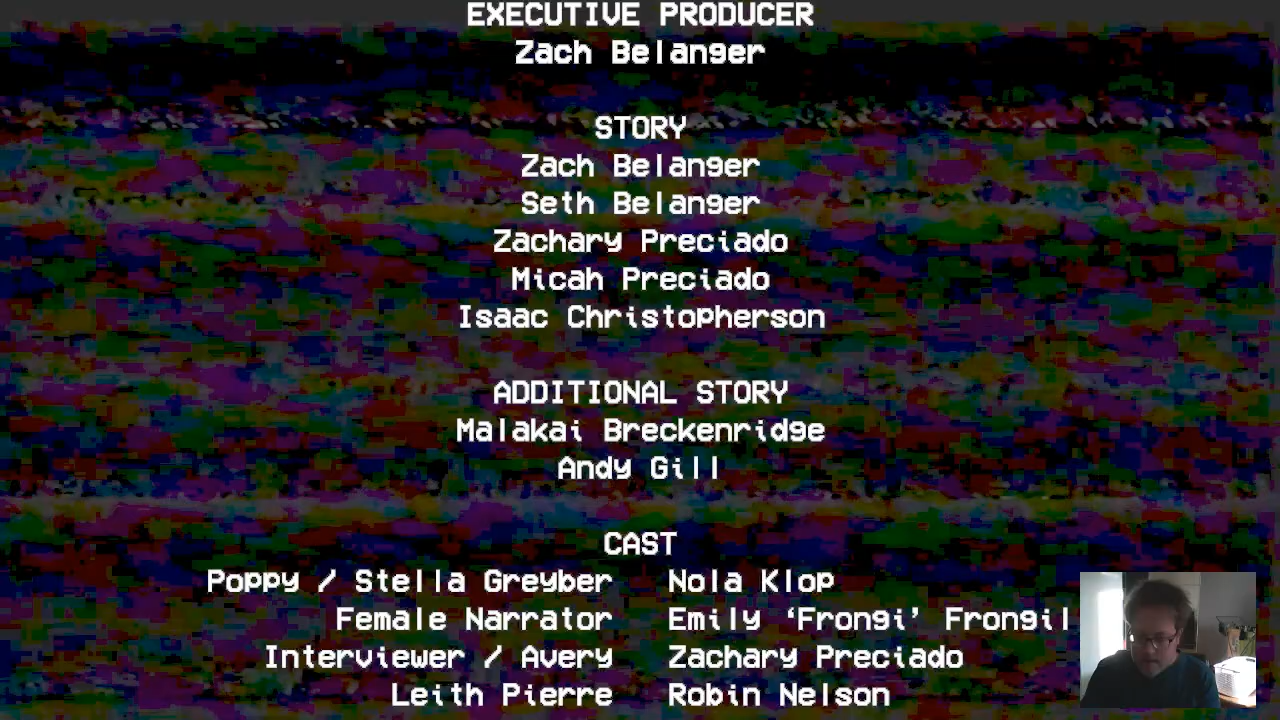 EXECUTIVE PRODUCER
Zach Belanger
STORY
Zach Belanger
Seth Belanger
Zachary Preciado
Micah Preciado
Isaac Christopherson
ADDITIONAL STORY
Malakai Breckenridge
Andy Gill
CAST
Poppy / Stella Greyber Nola Klop
Female Narrator Emily ‘Frongi’ Frongil
Interviewer / Avery Zachary Preciado
Leith Pierre Robin Nelson